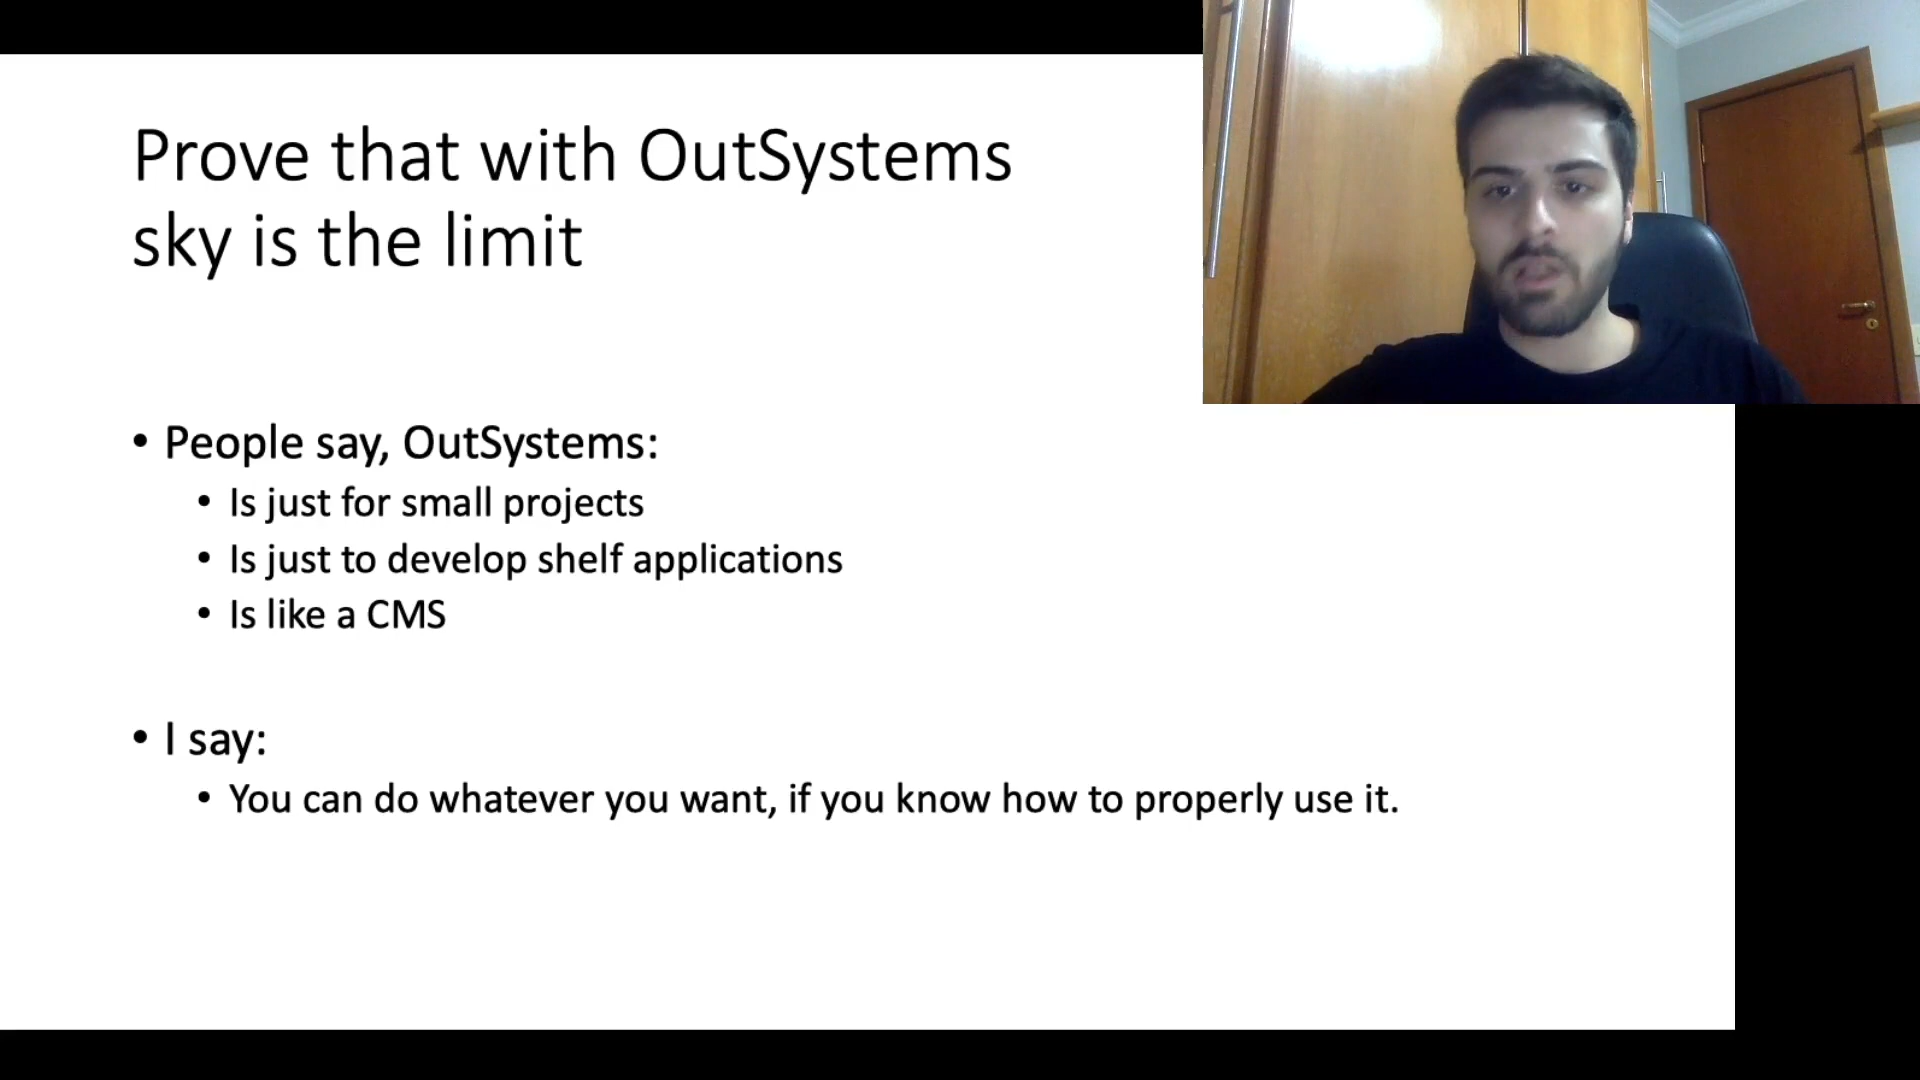 Prove that with OutSystems
sky is the limit
• People say, OutSystems:
• Is just for small projects
• Is just to develop shelf applications
• Is like a CMS
• I say:
• You can do whatever you want, if you know how to properly use it.